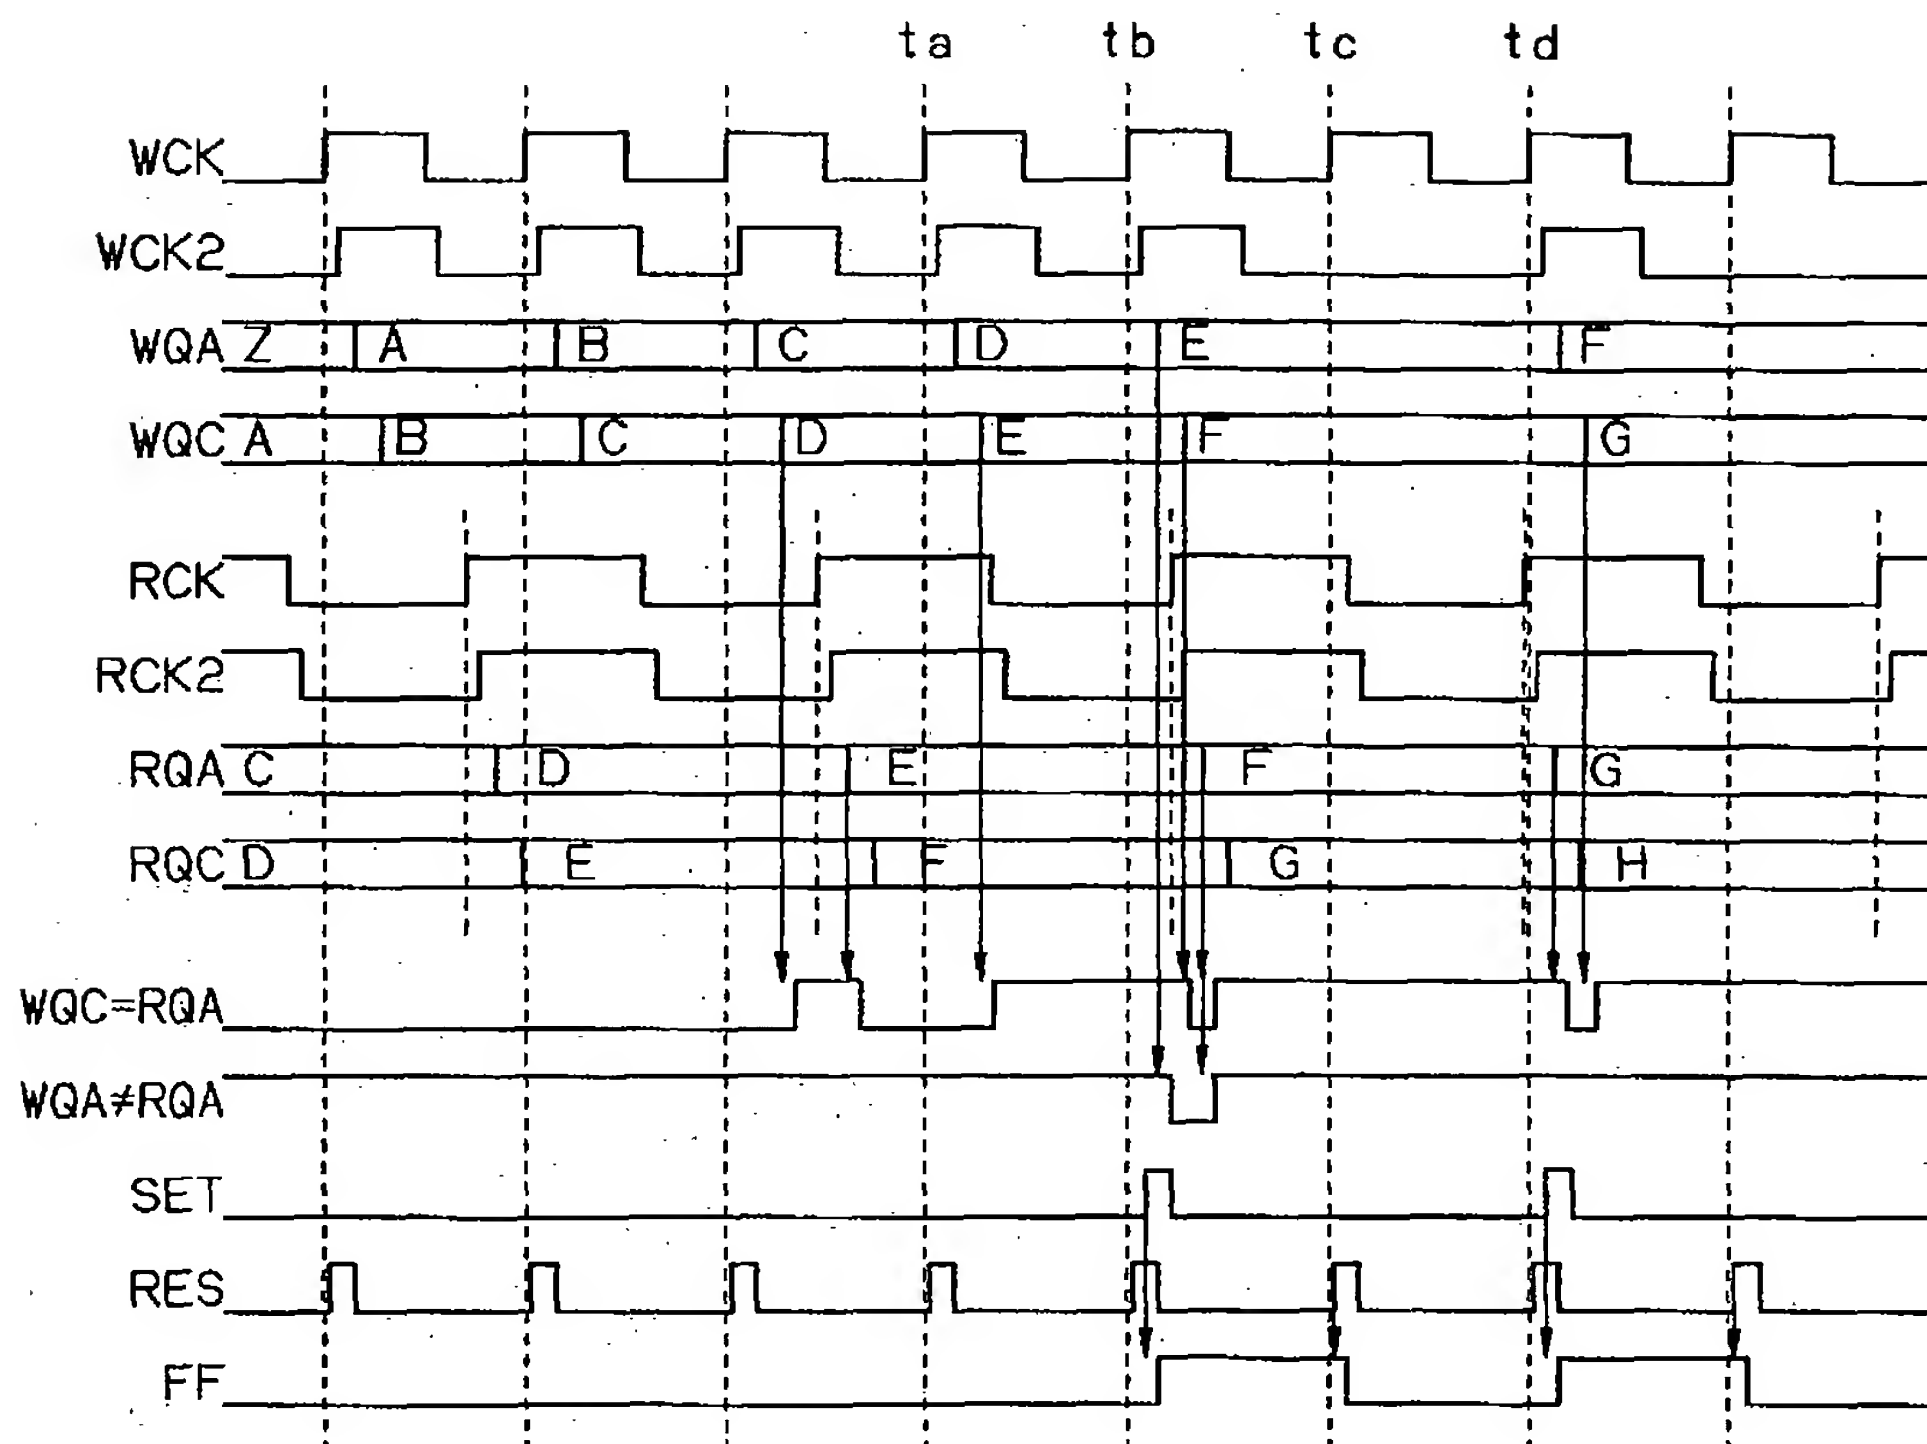 ta tb tc td
WCK
WCK2
WQA Z A B C D E F
WQC A B C D E F G
RCK
RCK2
RQA C D E F G
RQC D E F G H
WQC=RQA
WQA≠RQA
SET
RES
FF